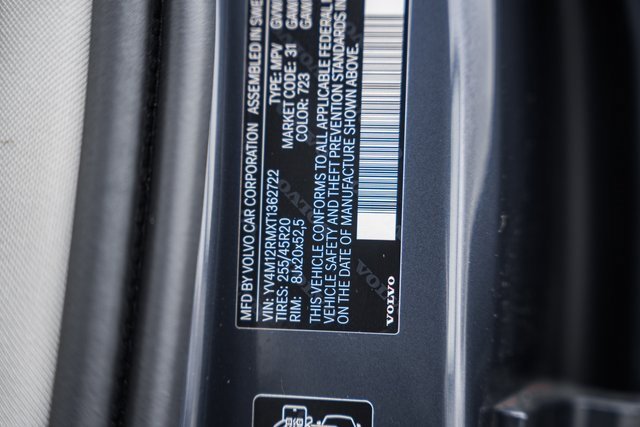 MFD BY VOLVO CAR CORPORATION ASSEMBLED IN SWE
VIN: YV4M12RMXT1362722 TYPE: MPV
TIRES: 255/45R20 MARKET CODE: 31
RIM: 8Jx20x52,5 COLOR: 723
THIS VEHICLE CONFORMS TO ALL APPLICABLE FEDERAL
VEHICLE SAFETY AND THEFT PREVENTION STANDARDS IN
ON THE DATE OF MANUFACTURE SHOWN ABOVE.
VOLVO